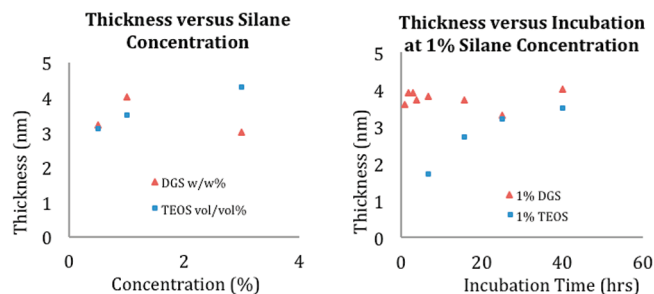 Thickness versus Silane
Concentration
Thickness (nm)
5
4
3
2
1
0
DGS w/w%
TEOS vol/vol%
0 2 4
Concentration (%)
Thickness versus Incubation
at 1% Silane Concentration
Thickness (nm)
5
4
3
2
1
0
1% DGS
1% TEOS
0 20 40 60
Incubation Time (hrs)